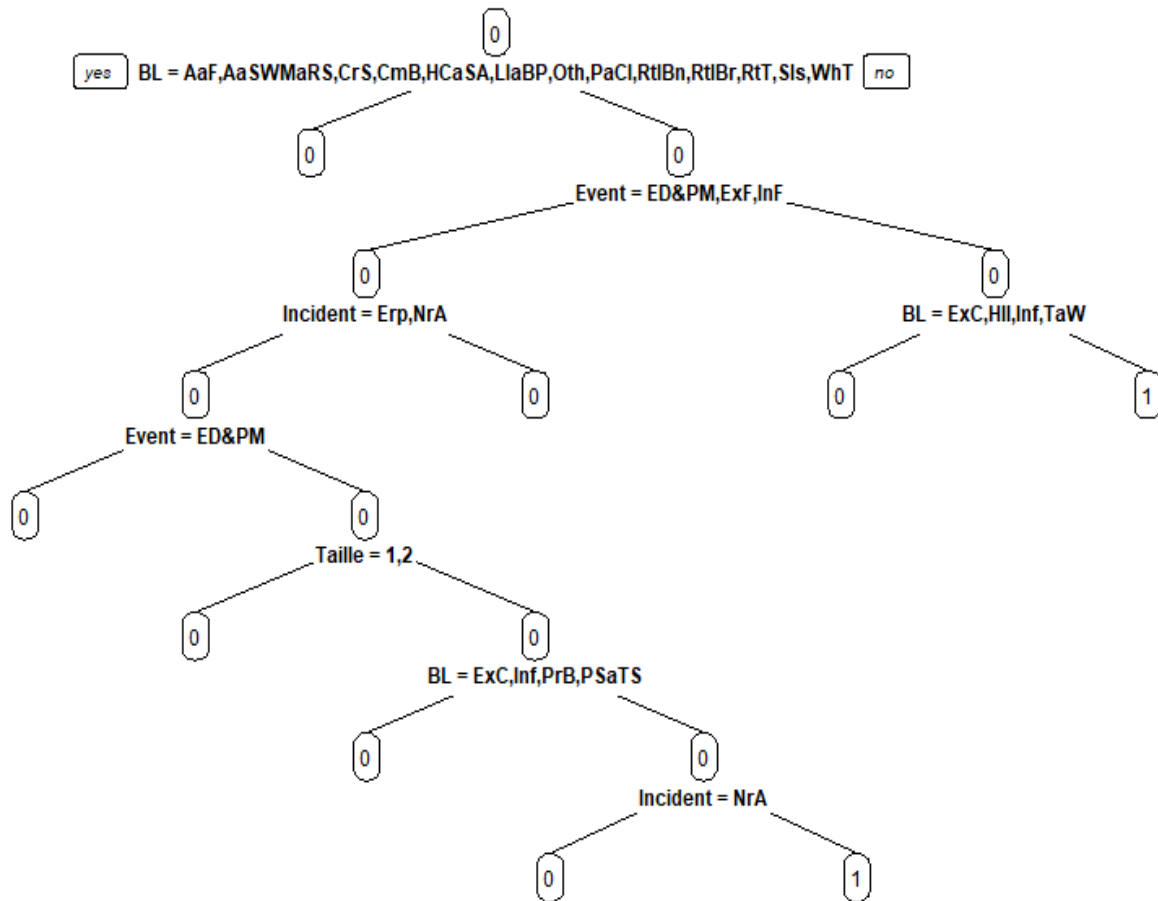 0
yes BL = AaF,AaSWMaRS,CrS,CmB,HCaSA,LIaBP,Oth,PaCl,RtlBn,RtlBr,RtT,Sls,WhT no
0 0
Event = ED&PM,ExF,InF
0 0
Incident = Erp,NrA BL = ExC,HII,Inf,TaW
0 0 0 1
Event = ED&PM
0 0
Taille = 1,2
0 0
BL = ExC,Inf,PrB,PSaTS
0 0
Incident = NrA
0 1